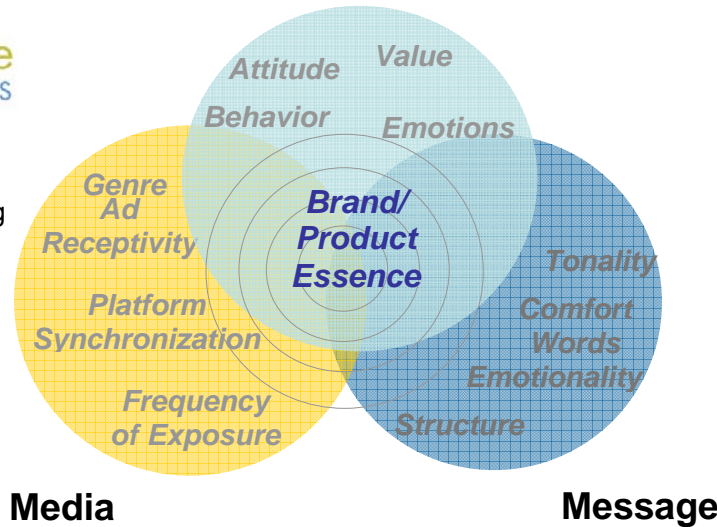 e
s
g
Attitude
Value
Behavior
Emotions
Genre
Ad
Receptivity
Platform
Synchronization
Frequency
of Exposure
Brand/
Product
Essence
Tonality
Comfort
Words
Emotionality
Structure
Media
Message